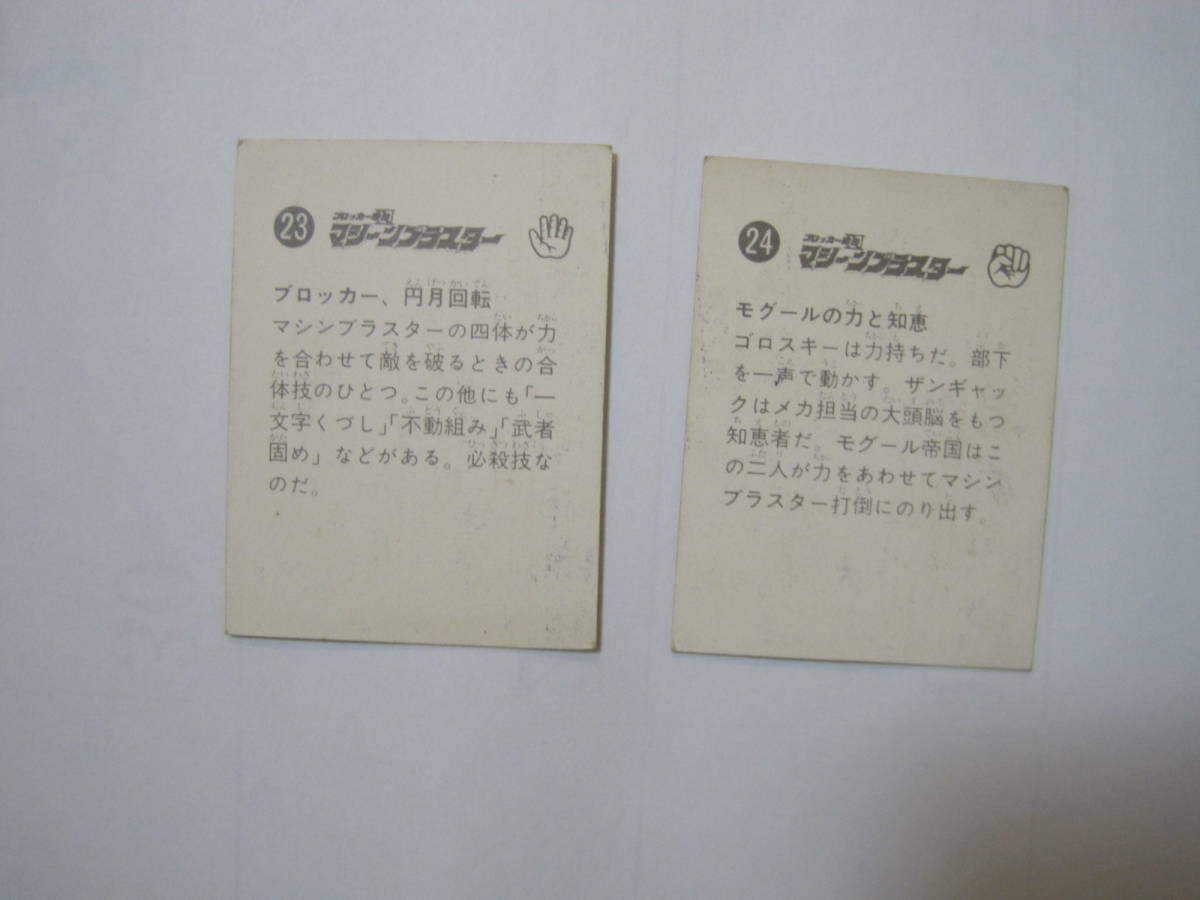 23
ブロッカー軍団
マシーンブラスター
ブロッカー、円月回転
マシンブラスターの四体が力
を合わせて敵を破るときの合
体技のひとつ。この他にも「一
文字くづし」「不動組み」「武者
固め」などがある。必殺技な
のだ。
24
ブロッカー軍団
マシーンブラスター
モグールの力と知恵
ゴロスキーは力持ちだ。部下
を一声で動かす。ザンギャッ
クはメカ担当の大頭脳をもつ
知恵者だ。モグール帝国はこ
の二人が力をあわせてマシン
ブラスター打倒にのり出す。